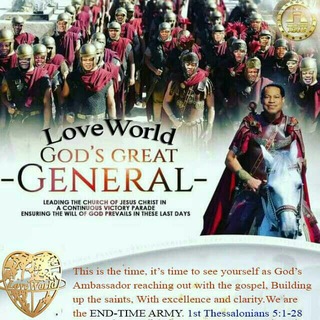 LoveWorld
GOD'S GREAT
-GENERAL-
LEADING THE CHURCH OF JESUS CHRIST IN
A CONTINUOUS VICTORY PARADE
ENSURING THE WILL OF GOD PREVAILS IN THESE LAST DAYS
LoveWorld
This is the time, it's time to see yourself as God's
Ambassador reaching out with the gospel, Building
up the saints, With excellence and clarity.We are
the END-TIME ARMY. 1st Thessalonians 5:1-28